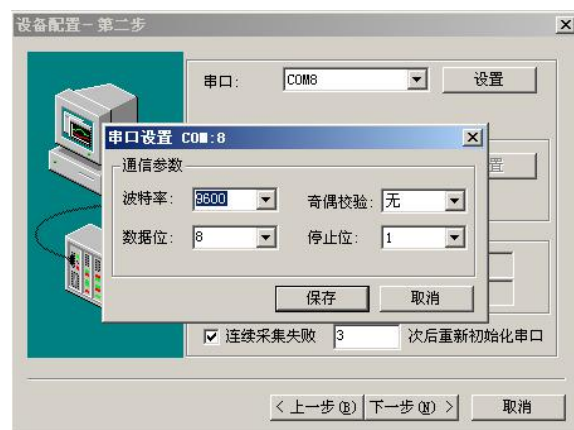 设备配置-第二步
串口: COM8 设置
串口设置 COM:8
通信参数
置
波特率: 9600 奇偶校验: 无
数据位: 8 停止位: 1
保存 取消
连续采集失败 3 次后重新初始化串口
<上一步(B) 下一步(N)> 取消